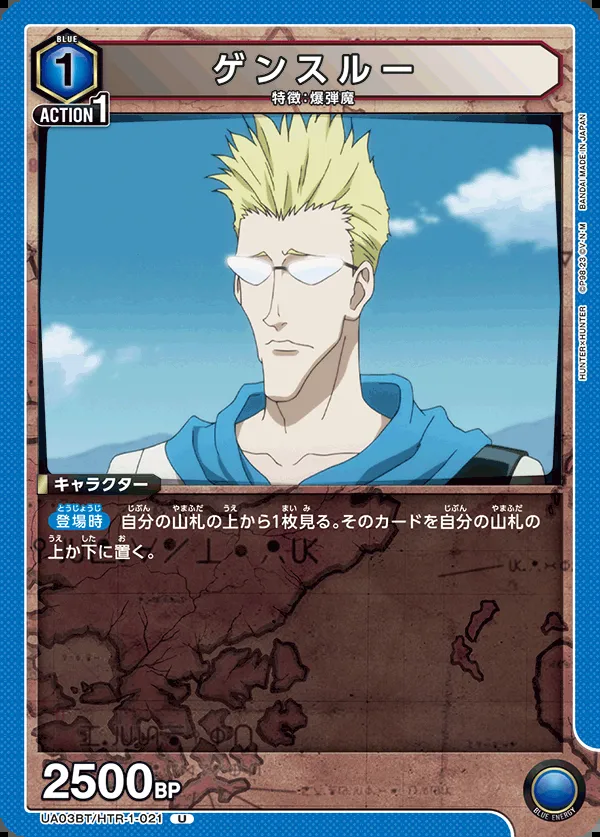 BLUE
1
ACTION 1
ゲンスルー
特徴:爆弾魔
キャラクター
登場時 自分の山札の上から1枚見る。そのカードを自分の山札の
上か下に置く。
2500BP
UA03BT/HTR-1-021 U
BLUE ENERGY
HUNTER×HUNTER ©P98-23 ©V・N・M BANDAI MADE IN JAPAN